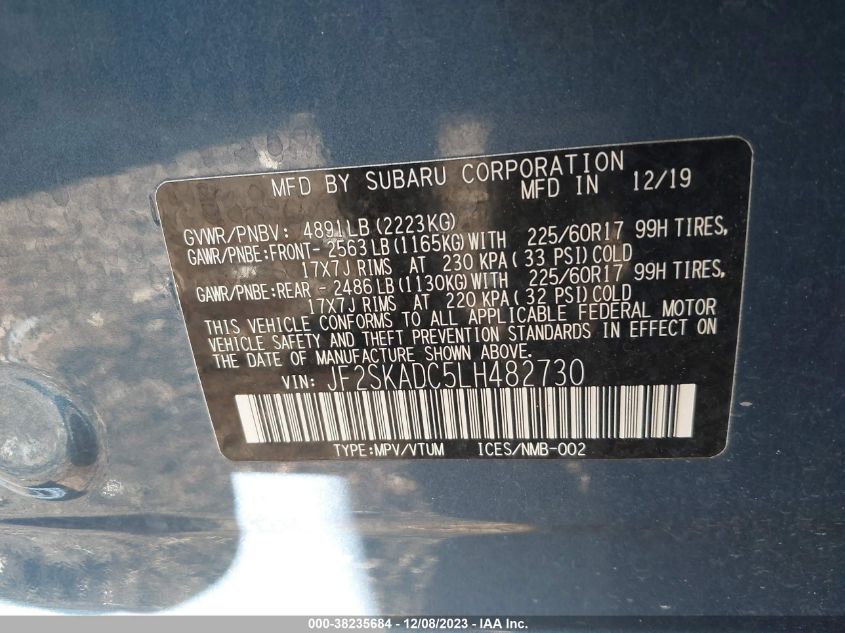 MFD BY SUBARU CORPORATION
MFD IN 12/19
GVWR/PNBV: 4891LB(2223KG)
GAWR/PNBE:FRONT- 2563LB(1165KG)WITH 225/60R17 99H TIRES,
17X7J RIMS AT 230 KPA(33 PSI)COLD
GAWR/PNBE:REAR - 2486LB(1130KG)WITH 225/60R17 99H TIRES,
17X7J RIMS AT 220 KPA(32 PSI)COLD
THIS VEHICLE CONFORMS TO ALL APPLICABLE FEDERAL MOTOR
VEHICLE SAFETY AND THEFT PREVENTION STANDARDS IN EFFECT ON
THE DATE OF MANUFACTURE SHOWN ABOVE.
VIN: JF2SKADC5LH482730
TYPE:MPV/VTUM ICES/NMB-002
000-38235684 - 12/08/2023 - IAA Inc.